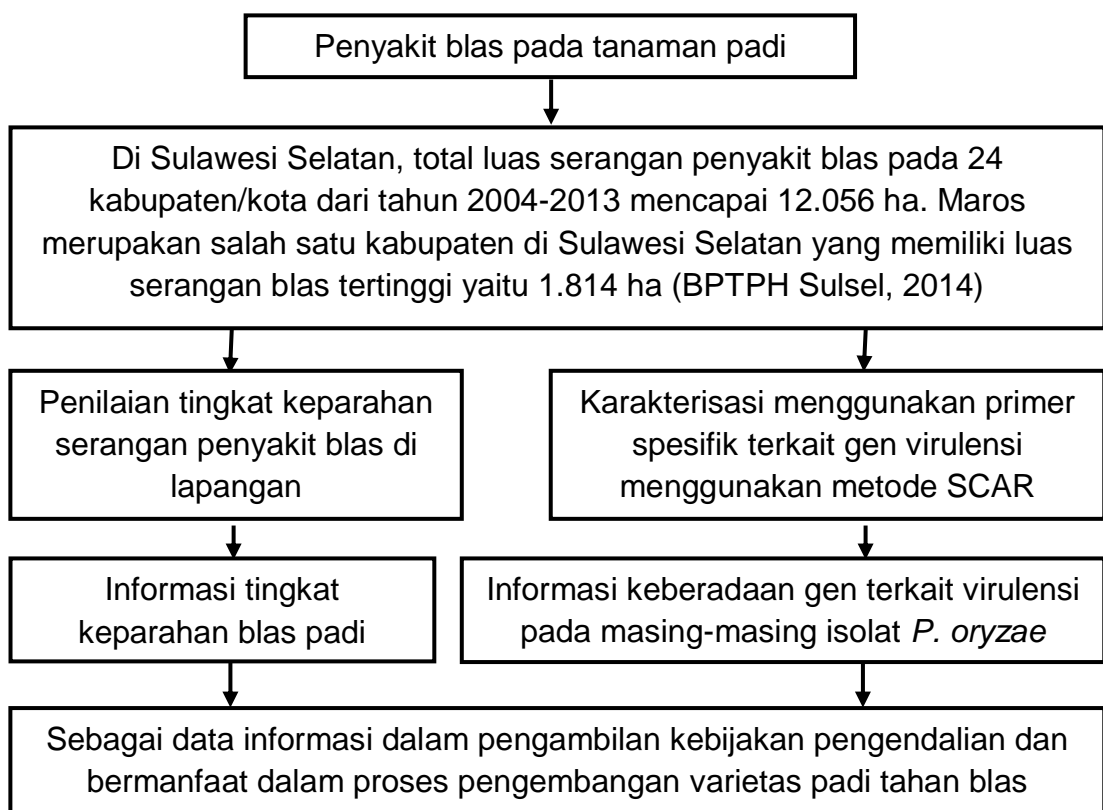 Penyakit blas pada tanaman padi
Di Sulawesi Selatan, total luas serangan penyakit blas pada 24
kabupaten/kota dari tahun 2004-2013 mencapai 12.056 ha. Maros
merupakan salah satu kabupaten di Sulawesi Selatan yang memiliki luas
serangan blas tertinggi yaitu 1.814 ha (BPTPH Sulsel, 2014)
Penilaian tingkat keparahan
serangan penyakit blas di
lapangan
Karakterisasi menggunakan primer
spesifik terkait gen virulensi
menggunakan metode SCAR
Informasi tingkat
keparahan blas padi
Informasi keberadaan gen terkait virulensi
pada masing-masing isolat P. oryzae
Sebagai data informasi dalam pengambilan kebijakan pengendalian dan
bermanfaat dalam proses pengembangan varietas padi tahan blas